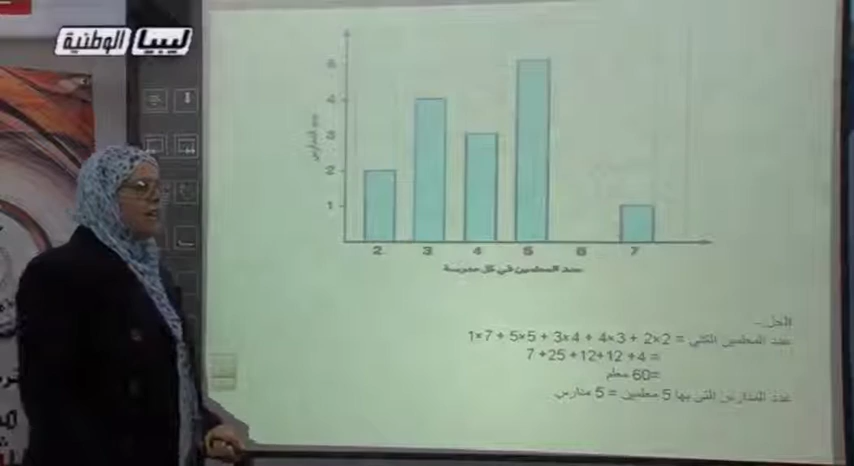 ليبيا الوطنية
5
4
3
2
1
عدد المدارس
2 3 4 5 6 7
عدد المعلمين في كل مدرسة
الحل:-
عدد المعلمين الكلي = 2×2 + 3×4 + 4×3 + 5×5 + 7×1
= 4+ 12+12+ 25+ 7
=60 معلم
عدد المدارس التي بها 5 معلمين = 5 مدارس